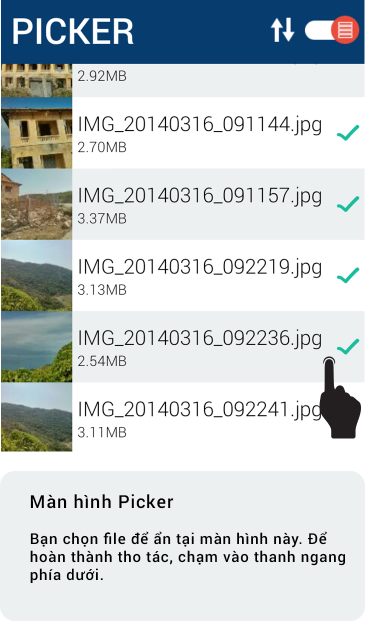 PICKER
2.92MB
IMG_20140316_091144.jpg
2.70MB
IMG_20140316_091157.jpg
3.37MB
IMG_20140316_092219.jpg
3.13MB
IMG_20140316_092236.jpg
2.54MB
IMG_20140316_092241.jpg
3.11MB
Màn hình Picker
Bạn chọn file để ẩn tại màn hình này. Để
hoàn thành tho tác, chạm vào thanh ngang
phía dưới.